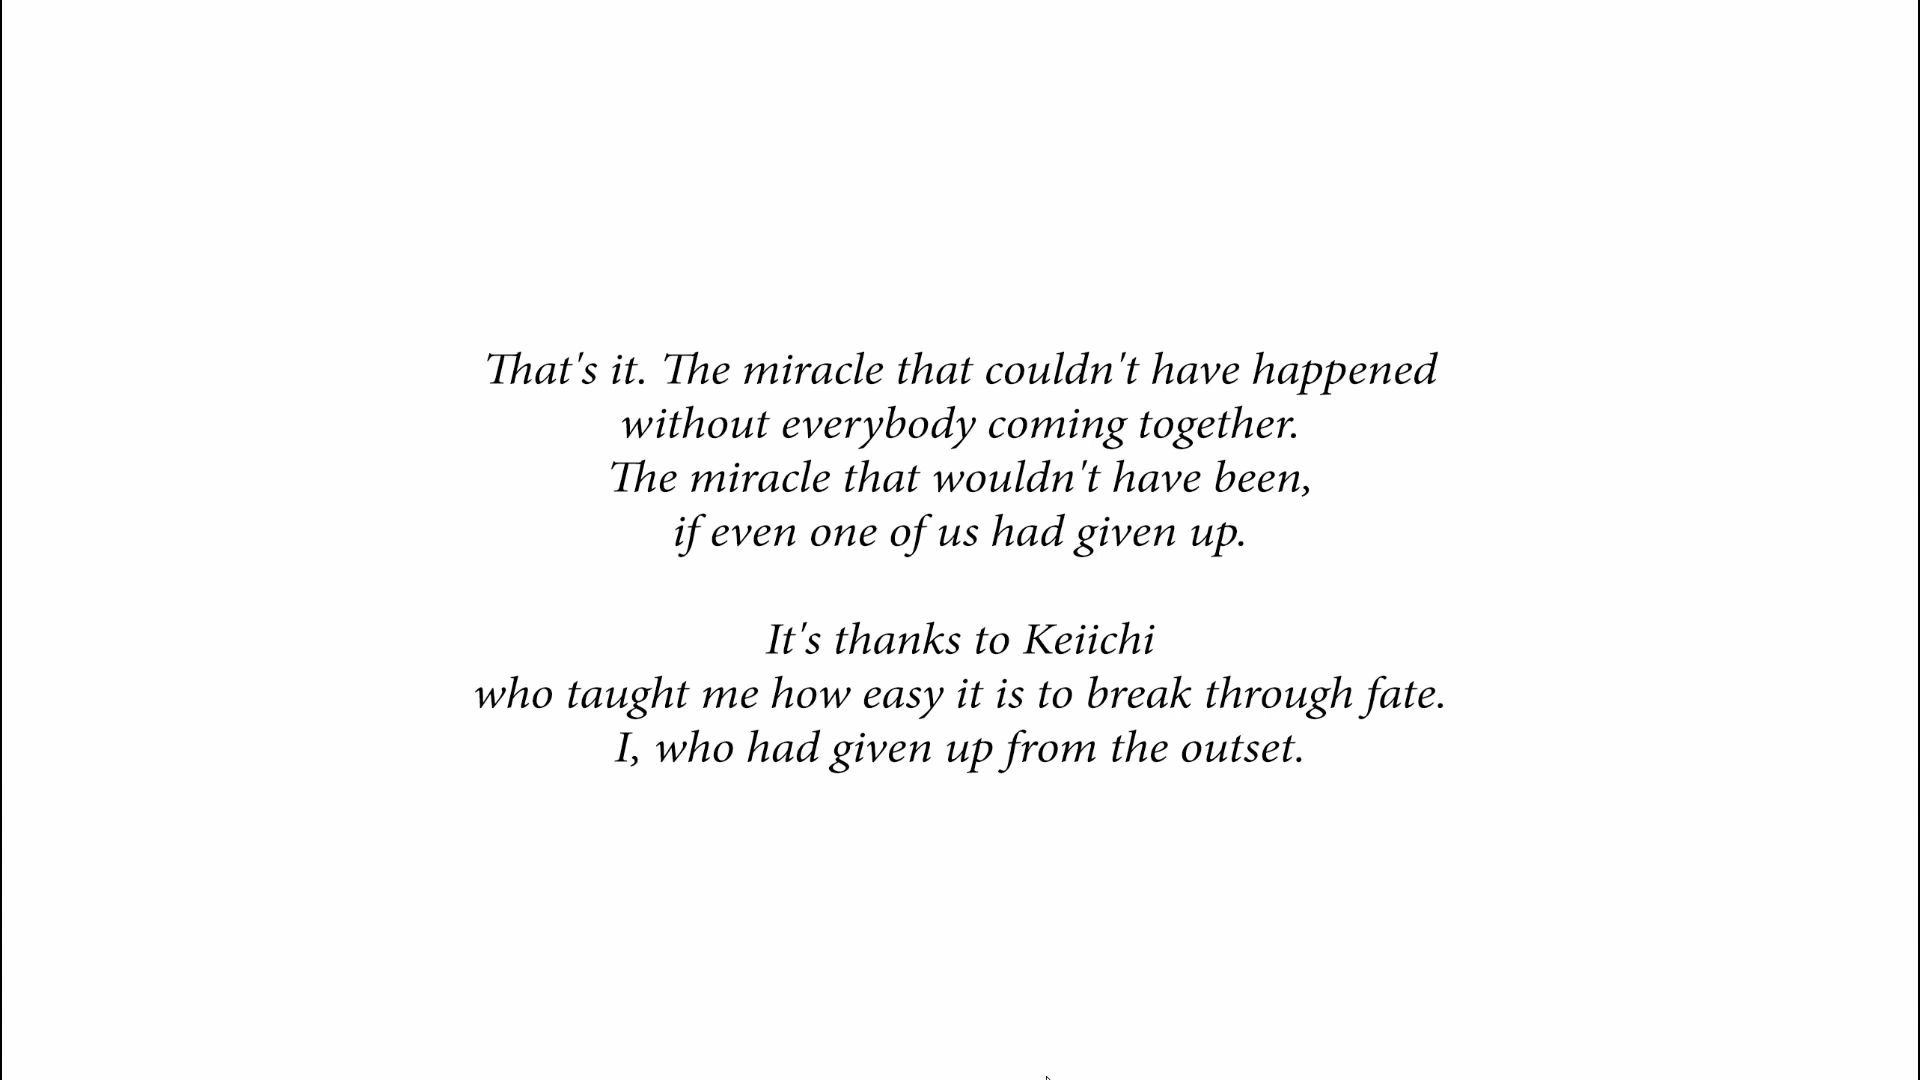 That's it. The miracle that couldn't have happened
without everybody coming together.
The miracle that wouldn't have been,
if even one of us had given up.
It's thanks to Keiichi
who taught me how easy it is to break through fate.
I, who had given up from the outset.